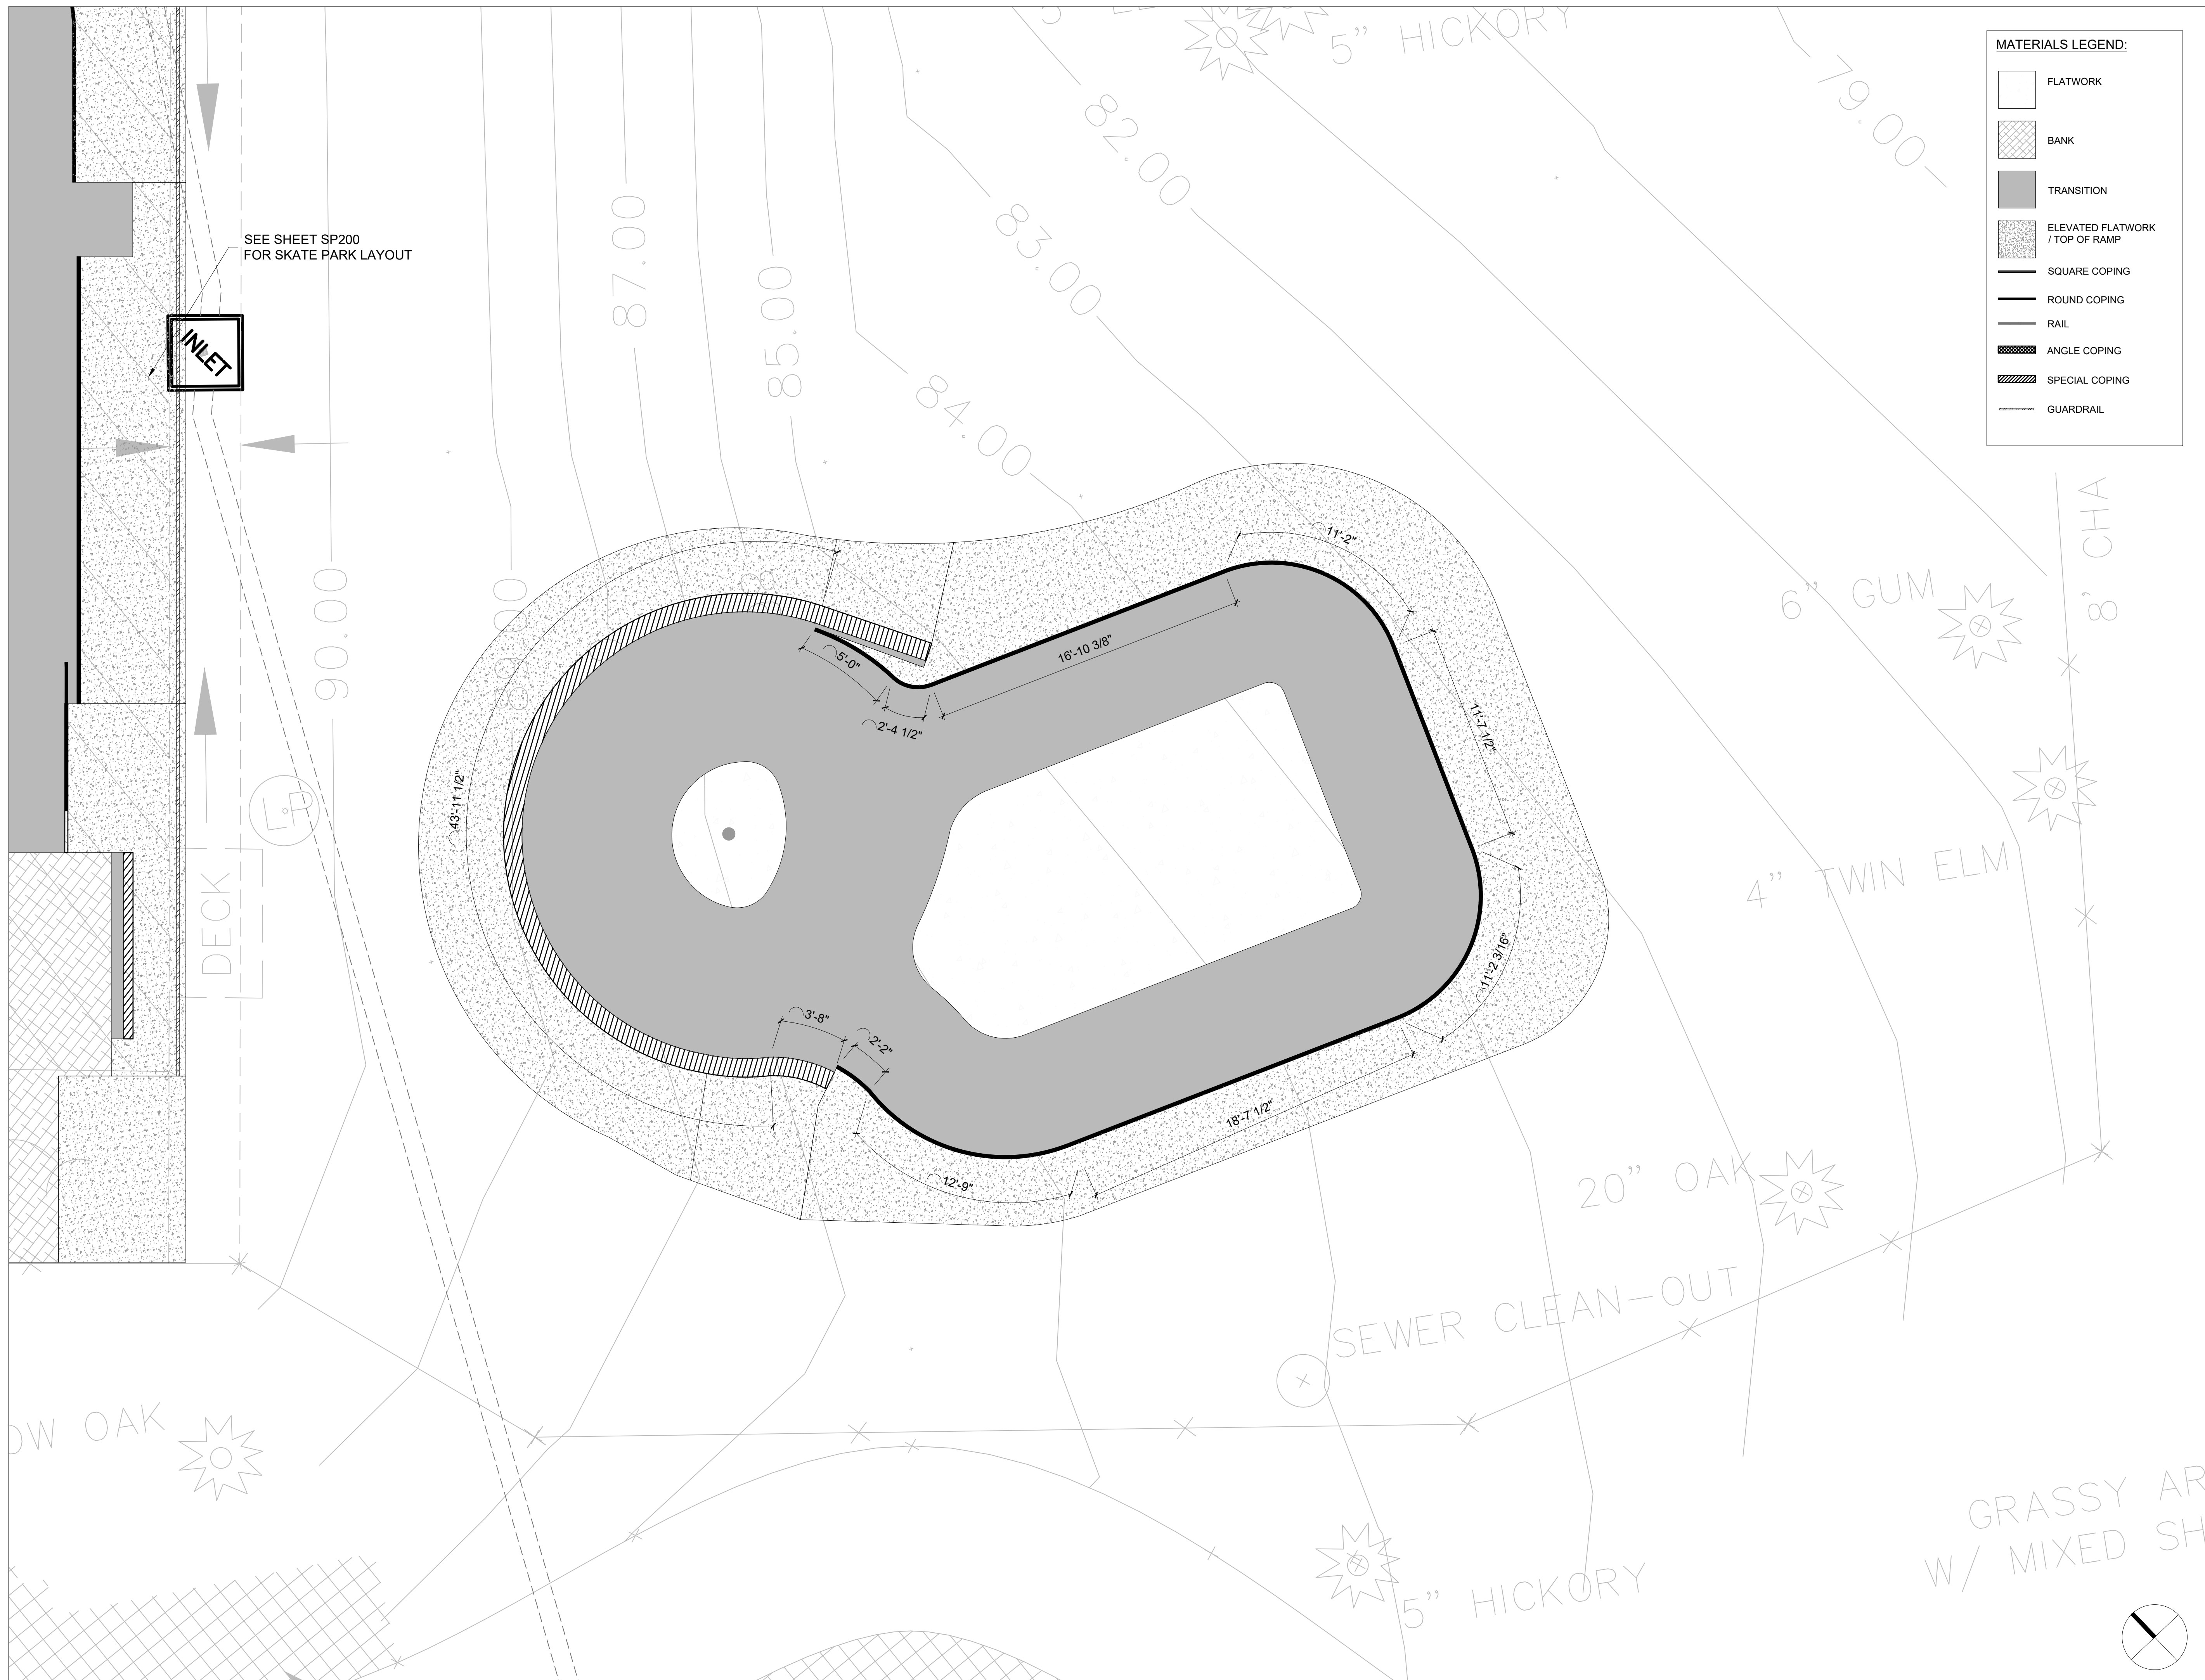 5" HICKORY
MATERIALS LEGEND:
FLATWORK
BANK
TRANSITION
ELEVATED FLATWORK
/ TOP OF RAMP
SQUARE COPING
ROUND COPING
RAIL
ANGLE COPING
SPECIAL COPING
GUARDRAIL
79.00
82.00
83.00
84.00
85.00
87.00
90.00
SEE SHEET SP200
FOR SKATE PARK LAYOUT
INLET
8' CHA
6" GUM
4" TWIN ELM
11'-2"
16'-10 3/8"
5'-0"
2'-4 1/2"
11'-7 1/2"
43'-11 1/2"
LP
DECK
11'-2 3/16"
3'-8"
2'-2"
18'-7 1/2"
12'-9"
20" OAK
SEWER CLEAN-OUT
OW OAK
GRASSY AR
W/ MIXED SH
5" HICKORY